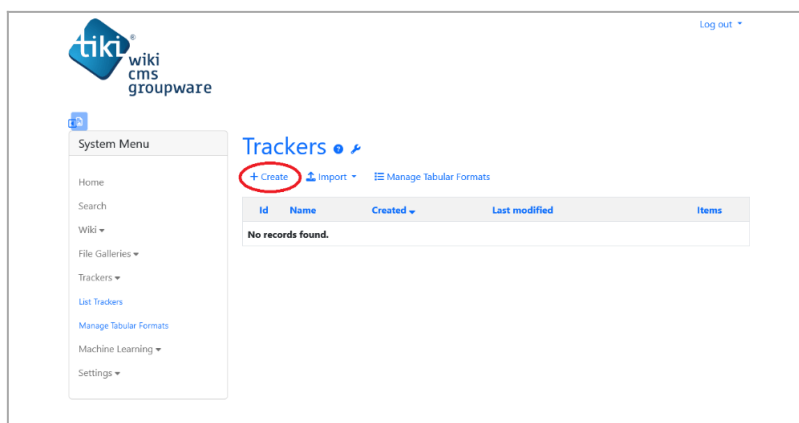 Log out
tiki®
wiki
cms
groupware
System Menu
Home
Search
Wiki
File Galleries
Trackers
List Trackers
Manage Tabular Formats
Machine Learning
Settings
Trackers
+ Create Import Manage Tabular Formats
Id Name Created Last modified Items
No records found.